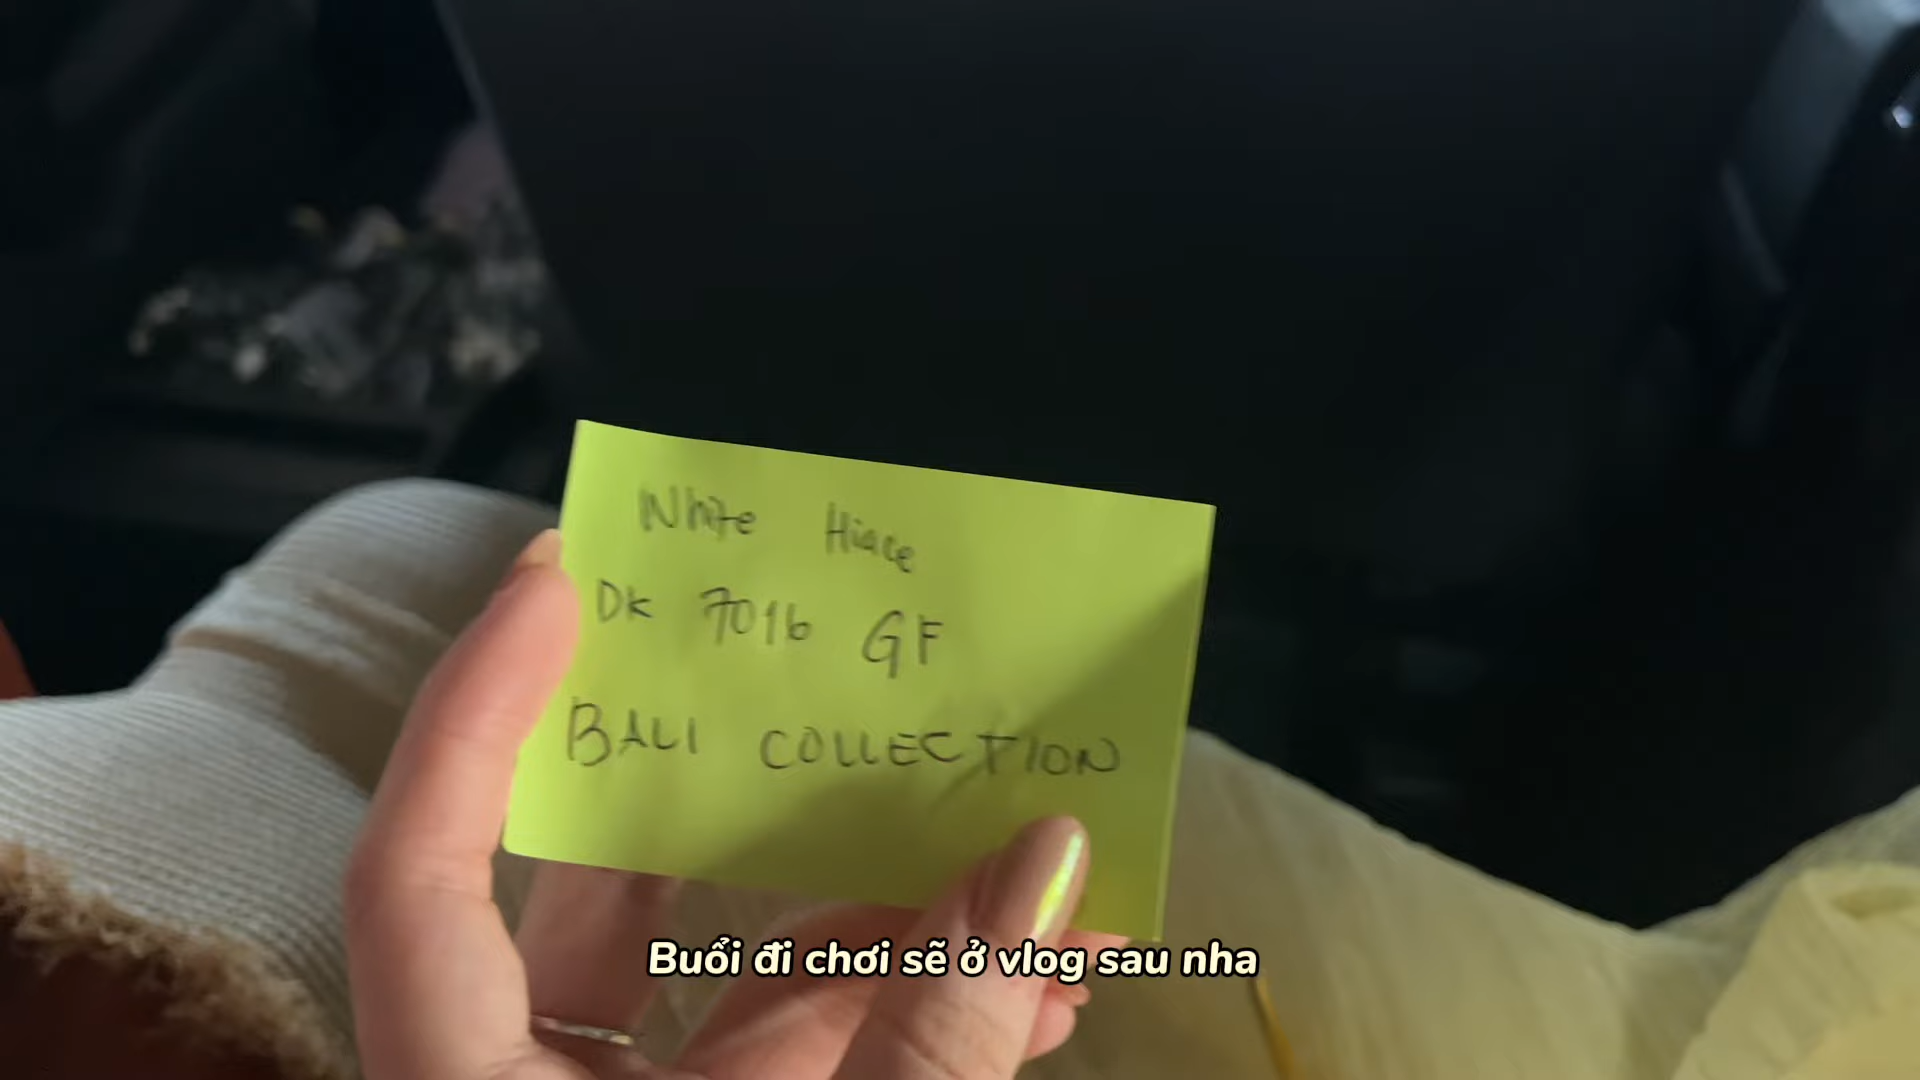 White Hiace
DK 7016 GF
BALI COLLECTION
Buổi đi chơi sẽ ở vlog sau nha